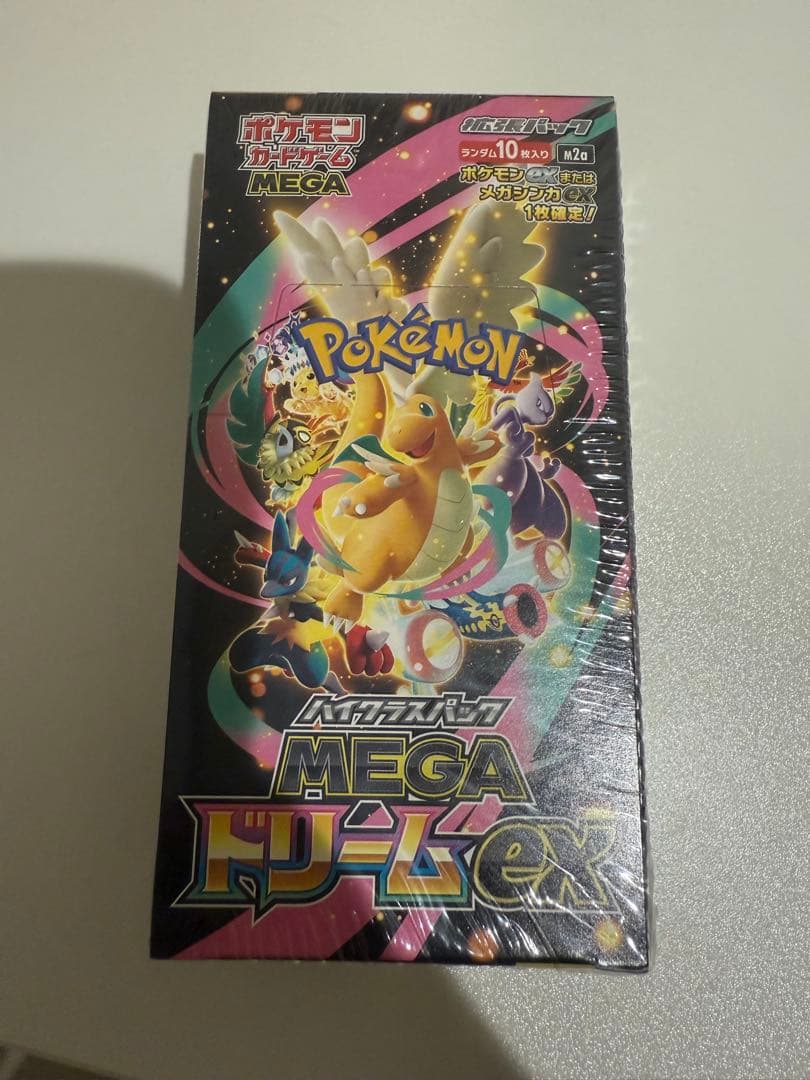 ポケモン
カードゲーム
MEGA
拡張パック
ランダム10枚入り M2a
ポケモンexまたは
メガシンカex
1枚確定!
POKéMON
ハイクラスパック
MEGA
ドリームex